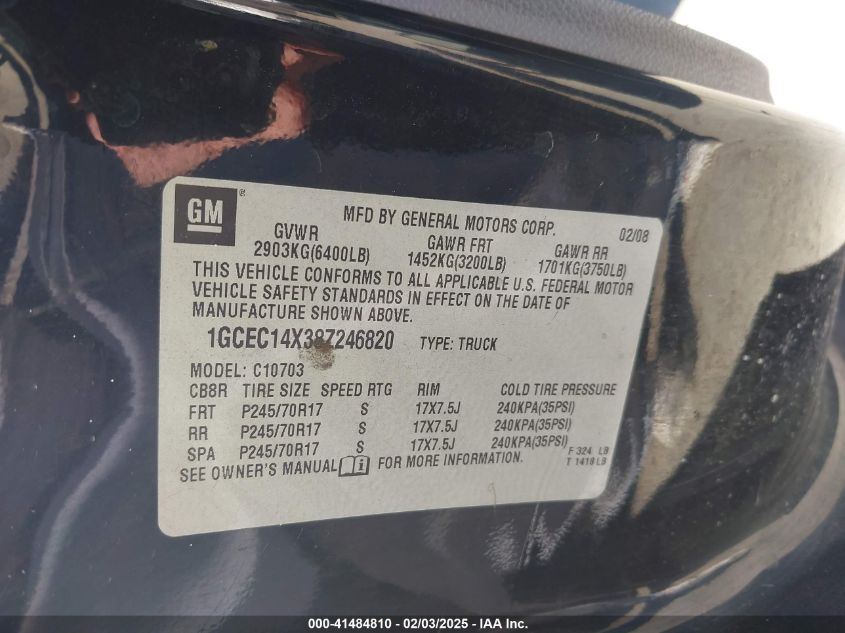 GM ® MFD BY GENERAL MOTORS CORP. 02/08
GVWR GAWR FRT GAWR RR
2903KG(6400LB) 1452KG(3200LB) 1701KG(3750LB)
THIS VEHICLE CONFORMS TO ALL APPLICABLE U.S. FEDERAL MOTOR
VEHICLE SAFETY STANDARDS IN EFFECT ON THE DATE OF
MANUFACTURE SHOWN ABOVE.
1GCEC14X38Z246820 TYPE: TRUCK
MODEL: C10703
CB8R TIRE SIZE SPEED RTG RIM COLD TIRE PRESSURE
FRT P245/70R17 S 17X7.5J 240KPA(35PSI)
RR P245/70R17 S 17X7.5J 240KPA(35PSI)
SPA P245/70R17 S 17X7.5J 240KPA(35PSI)
SEE OWNER'S MANUAL FOR MORE INFORMATION.
F 324 LB
T 1418 LB
000-41484810 - 02/03/2025 - IAA Inc.